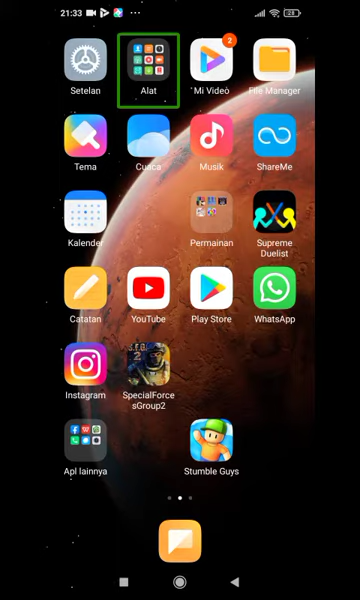 21:33
28
Setelan
Alat
2
Mi Video
File Manager
Tema
Cuaca
Musik
ShareMe
Kalender
Permainan
Supreme
Duelist
Catatan
YouTube
Play Store
WhatsApp
Instagram
SpecialForce
sGroup2
Apl lainnya
Stumble Guys